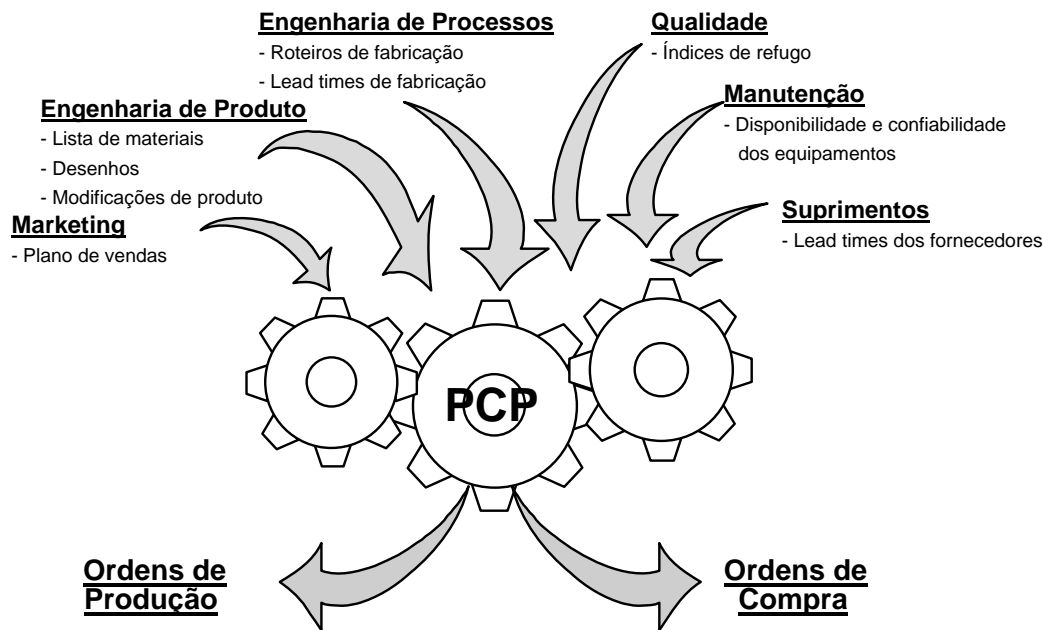 Engenharia de Processos
- Roteiros de fabricação
- Lead times de fabricação
Qualidade
- Índices de refugo
Engenharia de Produto
- Lista de materiais
- Desenhos
- Modificações de produto
Manutenção
- Disponibilidade e confiabilidade
dos equipamentos
Marketing
- Plano de vendas
Suprimentos
- Lead times dos fornecedores
PCP
Ordens de
Produção
Ordens de
Compra